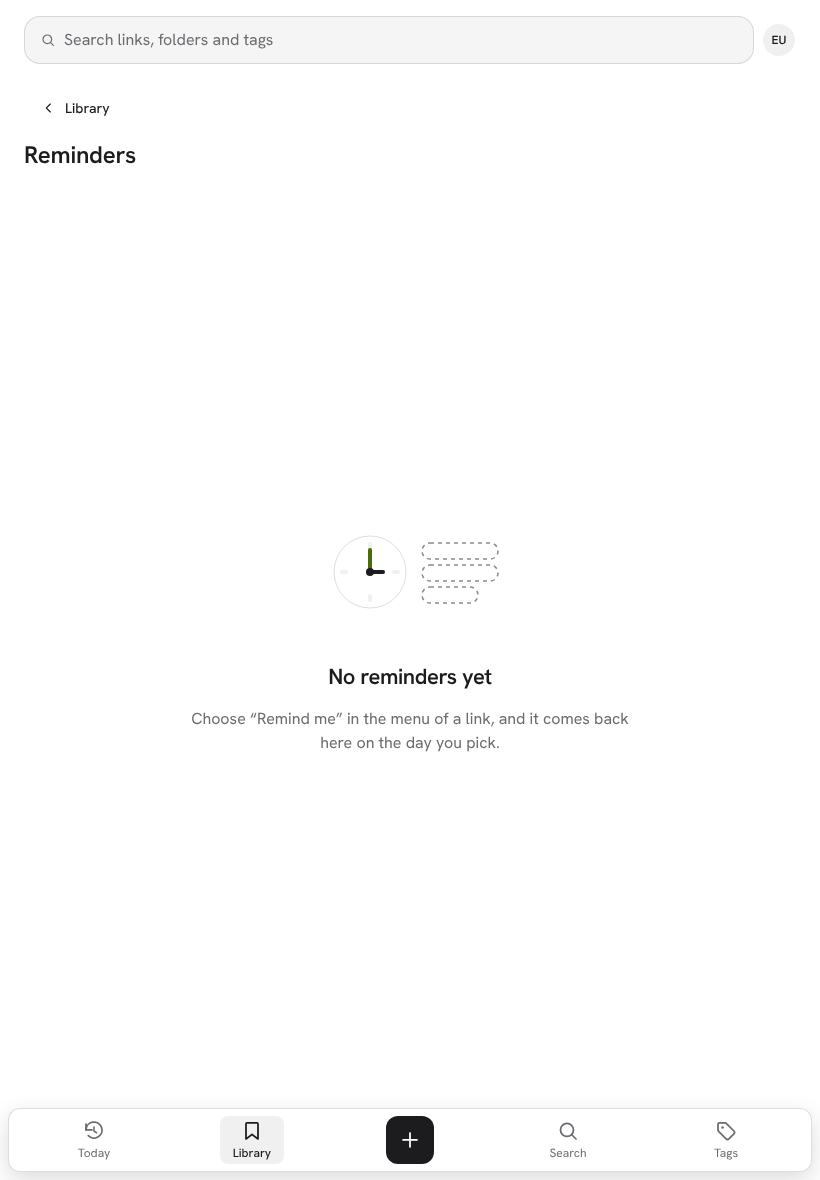 Search links, folders and tags
EU
Library
Reminders
No reminders yet
Choose “Remind me” in the menu of a link, and it comes back
here on the day you pick.
Today
Library
Search
Tags